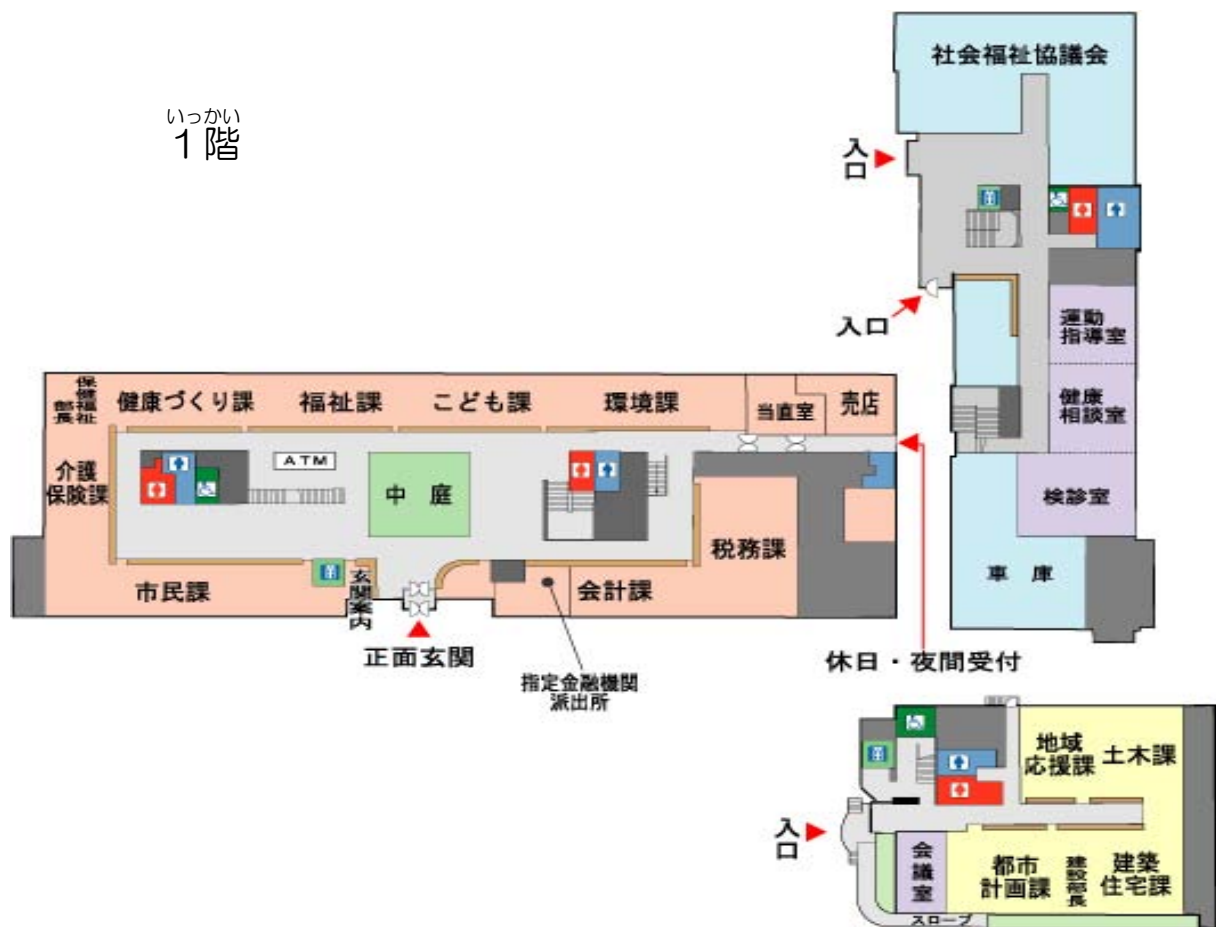 いっかい
1階
社会福祉協議会
入口
入口
運動
指導室
健康
相談室
検診室
車 庫
保健福祉
部長
健康づくり課
福祉課
こども課
環境課
当直室
売店
介護
保険課
ATM
中 庭
税務課
市民課
玄関案内
会計課
正面玄関
指定金融機関
派出所
休日・夜間受付
地域
応援課
土木課
入口
会議室
都市
計画課
建設部長
建築
住宅課
スロープ